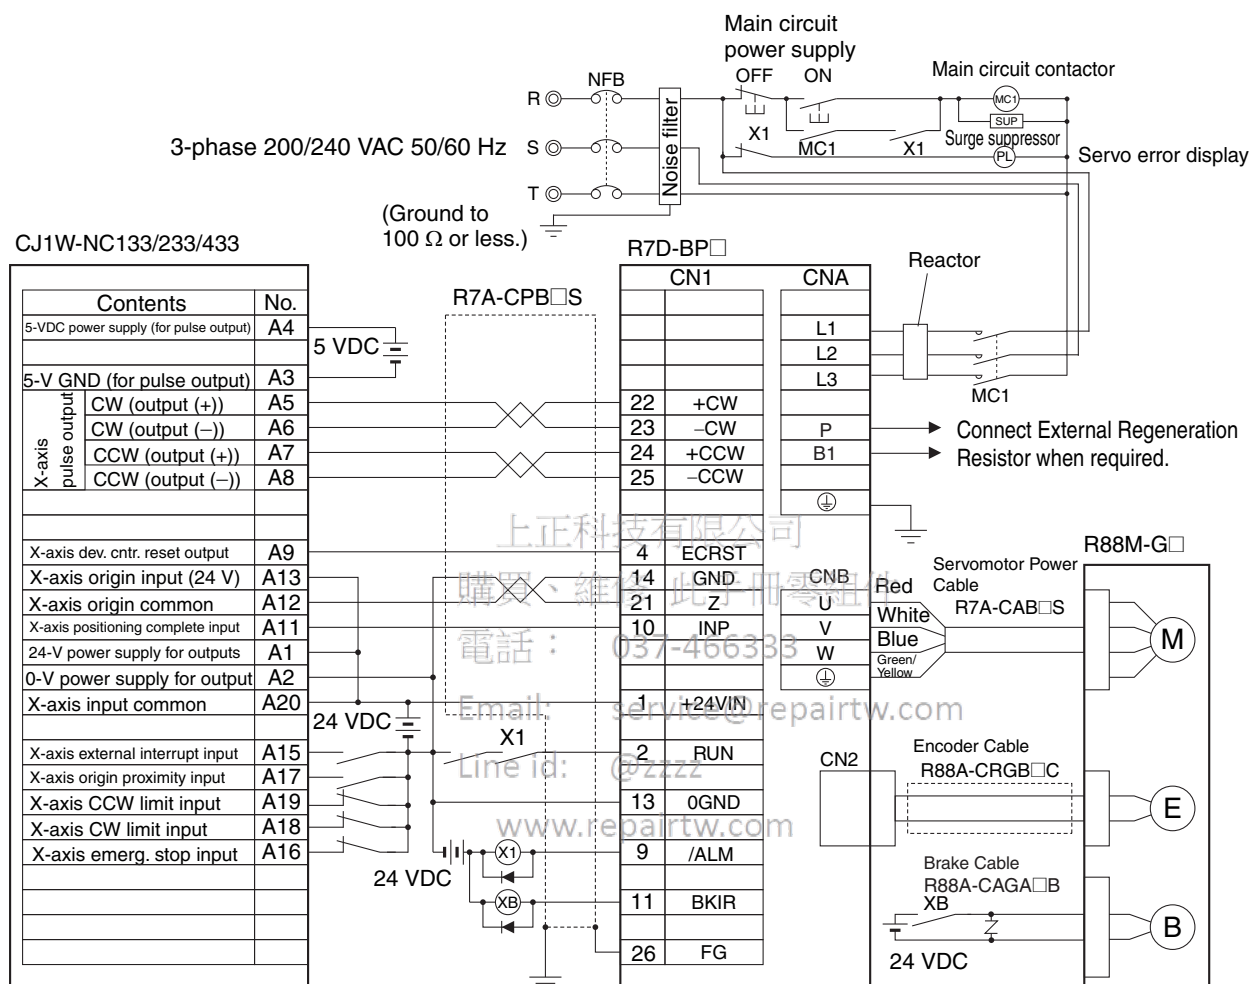 Main circuit
power supply
OFF ON
Main circuit contactor
NFB
R
MC1
SUP
Surge suppressor
X1
MC1
X1
PL
Servo error display
3-phase 200/240 VAC 50/60 Hz
S
Noise filter
T
(Ground to
100 Ω or less.)
CJ1W-NC133/233/433
R7D-BP□
Reactor
R7A-CPB□S
CN1
CNA
Contents No.
5-VDC power supply (for pulse output) A4
5 VDC
5-V GND (for pulse output) A3
X-axis
pulse output
CW (output (+)) A5
CW (output (−)) A6
CCW (output (+)) A7
CCW (output (−)) A8
X-axis dev. cntr. reset output A9
X-axis origin input (24 V) A13
X-axis origin common A12
X-axis positioning complete input A11
24-V power supply for outputs A1
0-V power supply for output A2
X-axis input common A20
24 VDC
X1
X-axis external interrupt input A15
X-axis origin proximity input A17
X-axis CCW limit input A19
X-axis CW limit input A18
X-axis emerg. stop input A16
24 VDC
X1
XB
22 +CW
23 −CW
24 +CCW
25 −CCW
4 ECRST
14 GND
21 Z
10 INP
1 +24VIN
2 RUN
13 0GND
9 /ALM
11 BKIR
26 FG
L1
L2
L3
MC1
P
B1
Connect External Regeneration
Resistor when required.
CNB
U
V
W
Red
White
Blue
Green/
Yellow
Servomotor Power
Cable
R7A-CAB□S
R88M-G□
M
CN2
Encoder Cable
R88A-CRGB□C
E
Brake Cable
R88A-CAGA□B
XB
24 VDC
B
上正科技有限公司
購買、維修 此手冊零組件
電話: 037-466333
Email: service@repairtw.com
Line id: @zzzz
www.repairtw.com